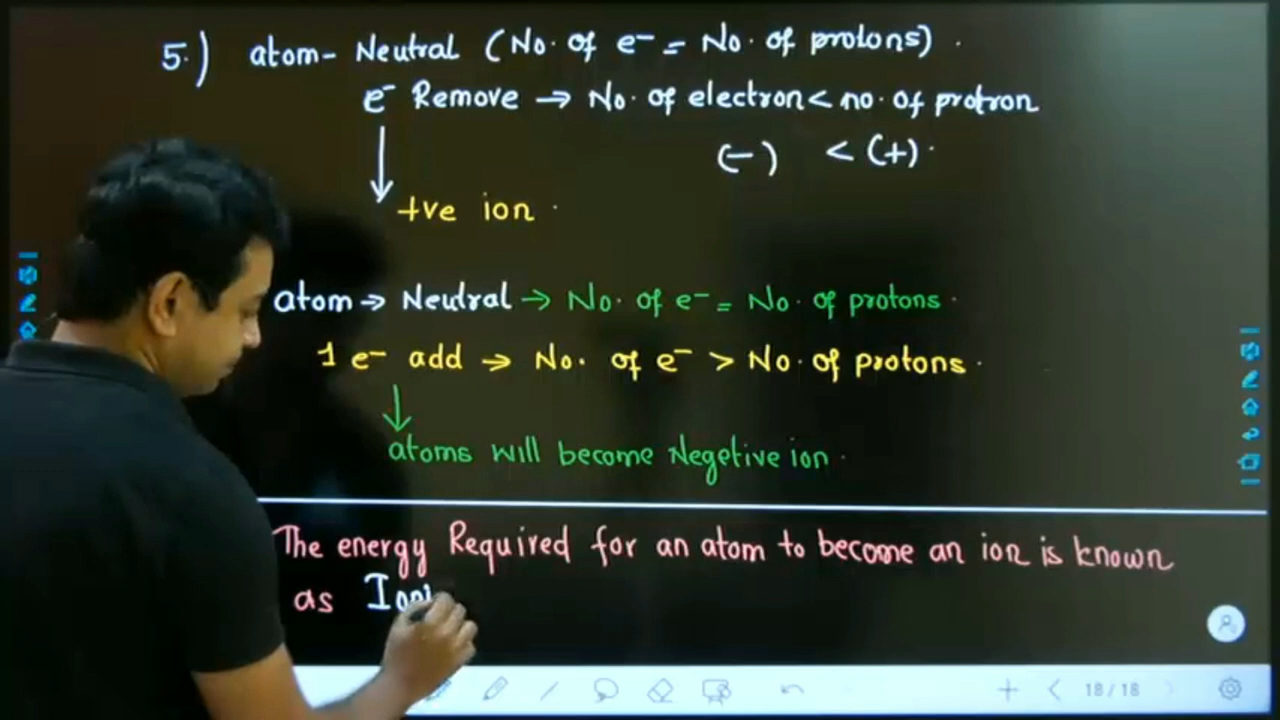 5.) atom- Neutral (No. of e⁻ = No. of protons).
e⁻ Remove → No. of electron < no. of protron
(-) < (+).
↓ +ve ion.
atom → Neutral → No. of e⁻ = No. of protons.
1 e⁻ add → No. of e⁻ > No. of protons.
↓
atoms will become Negetive ion.
The energy Required for an atom to become an ion is known
as Ioni
18/18